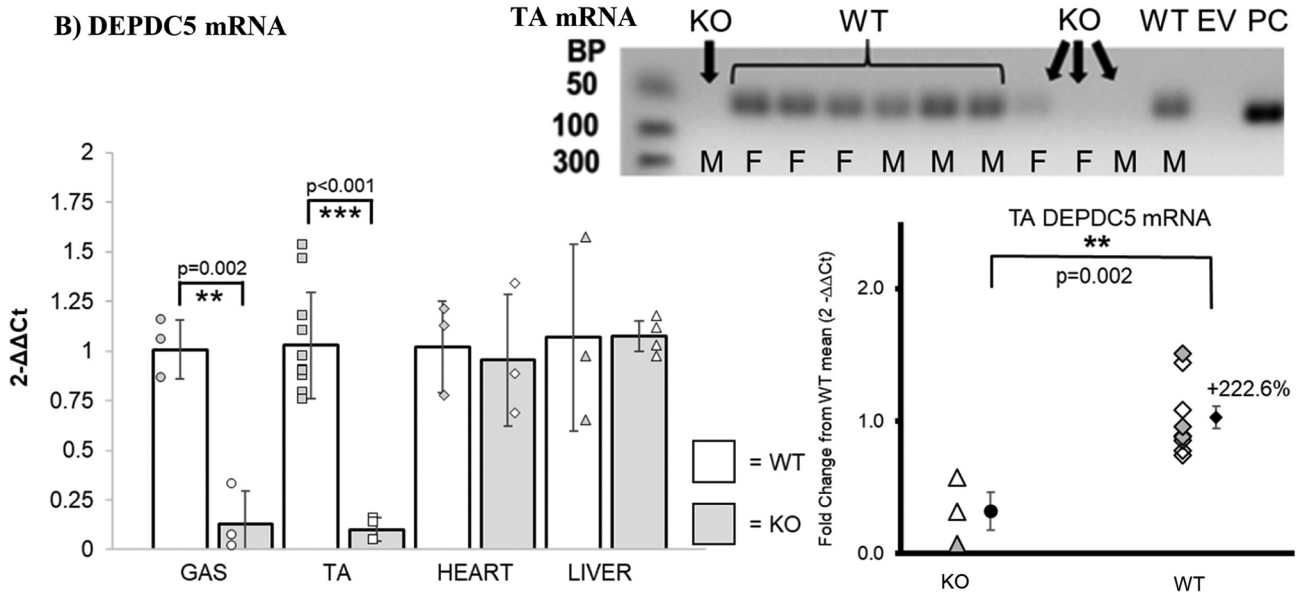 B) DEPDC5 mRNA
TA mRNA
KO WT KO WT EV PC
BP
50
100
300
M F F F M M M F F M M
2
1.75
1.5
1.25
1
0.75
0.5
0.25
0
2-ΔΔCt
p=0.002
**
p<0.001
***
GAS TA HEART LIVER
= WT
= KO
TA DEPDC5 mRNA
**
p=0.002
Fold Change from WT mean (2 -ΔΔCt)
2.0
1.0
0.0
+222.6%
KO WT